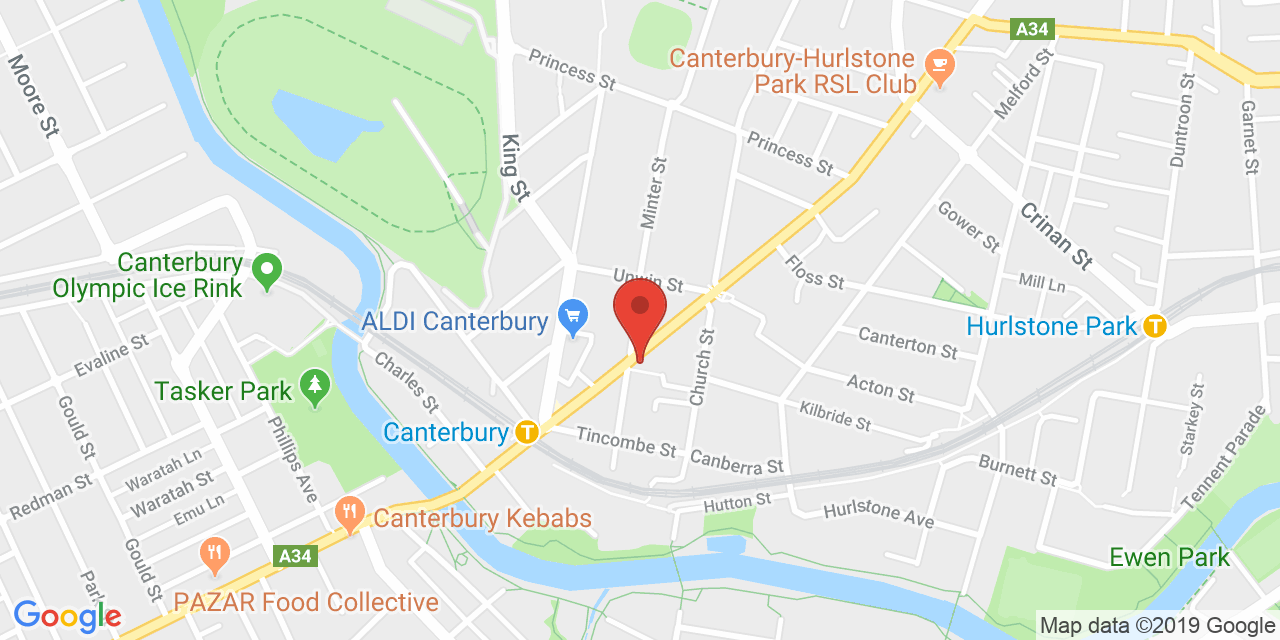 A34
Canterbury-Hurlstone
Park RSL Club
Moore St
Princess St
Melford St
Duntroon St
Garnet St
King St
Princess St
Minter St
Gower St
Crinan St
Canterbury
Olympic Ice Rink
Unwin St
Floss St
Mill Ln
ALDI Canterbury
Hurlstone Park
T
Evaline St
Canterton St
Charles St
Church St
Tasker Park
Acton St
Starkey St
Gould St
Kilbride St
Tennent Parade
Canterbury
T
Tincombe St
Phillips Ave
Waratah Ln
Canberra St
Burnett St
Redman St
Waratah St
Hutton St
Emu Ln
Canterbury Kebabs
Hurlstone Ave
A34
Gould St
Ewen Park
PAZAR Food Collective
Google
Map data ©2019 Google